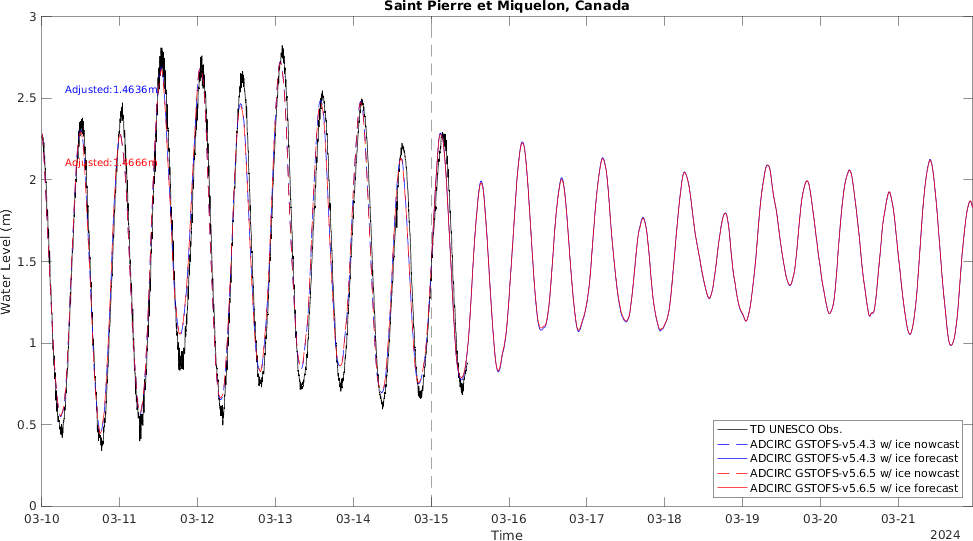 Saint Pierre et Miquelon, Canada
3
2.5
2
1.5
1
0.5
0
Water Level (m)
Adjusted:1.4636m
Adjusted:1.4666m
TD UNESCO Obs.
ADCIRC GSTOFS-v5.4.3 w/ ice nowcast
ADCIRC GSTOFS-v5.4.3 w/ ice forecast
ADCIRC GSTOFS-v5.6.5 w/ ice nowcast
ADCIRC GSTOFS-v5.6.5 w/ ice forecast
03-10 03-11 03-12 03-13 03-14 03-15 03-16 03-17 03-18 03-19 03-20 03-21
Time
2024